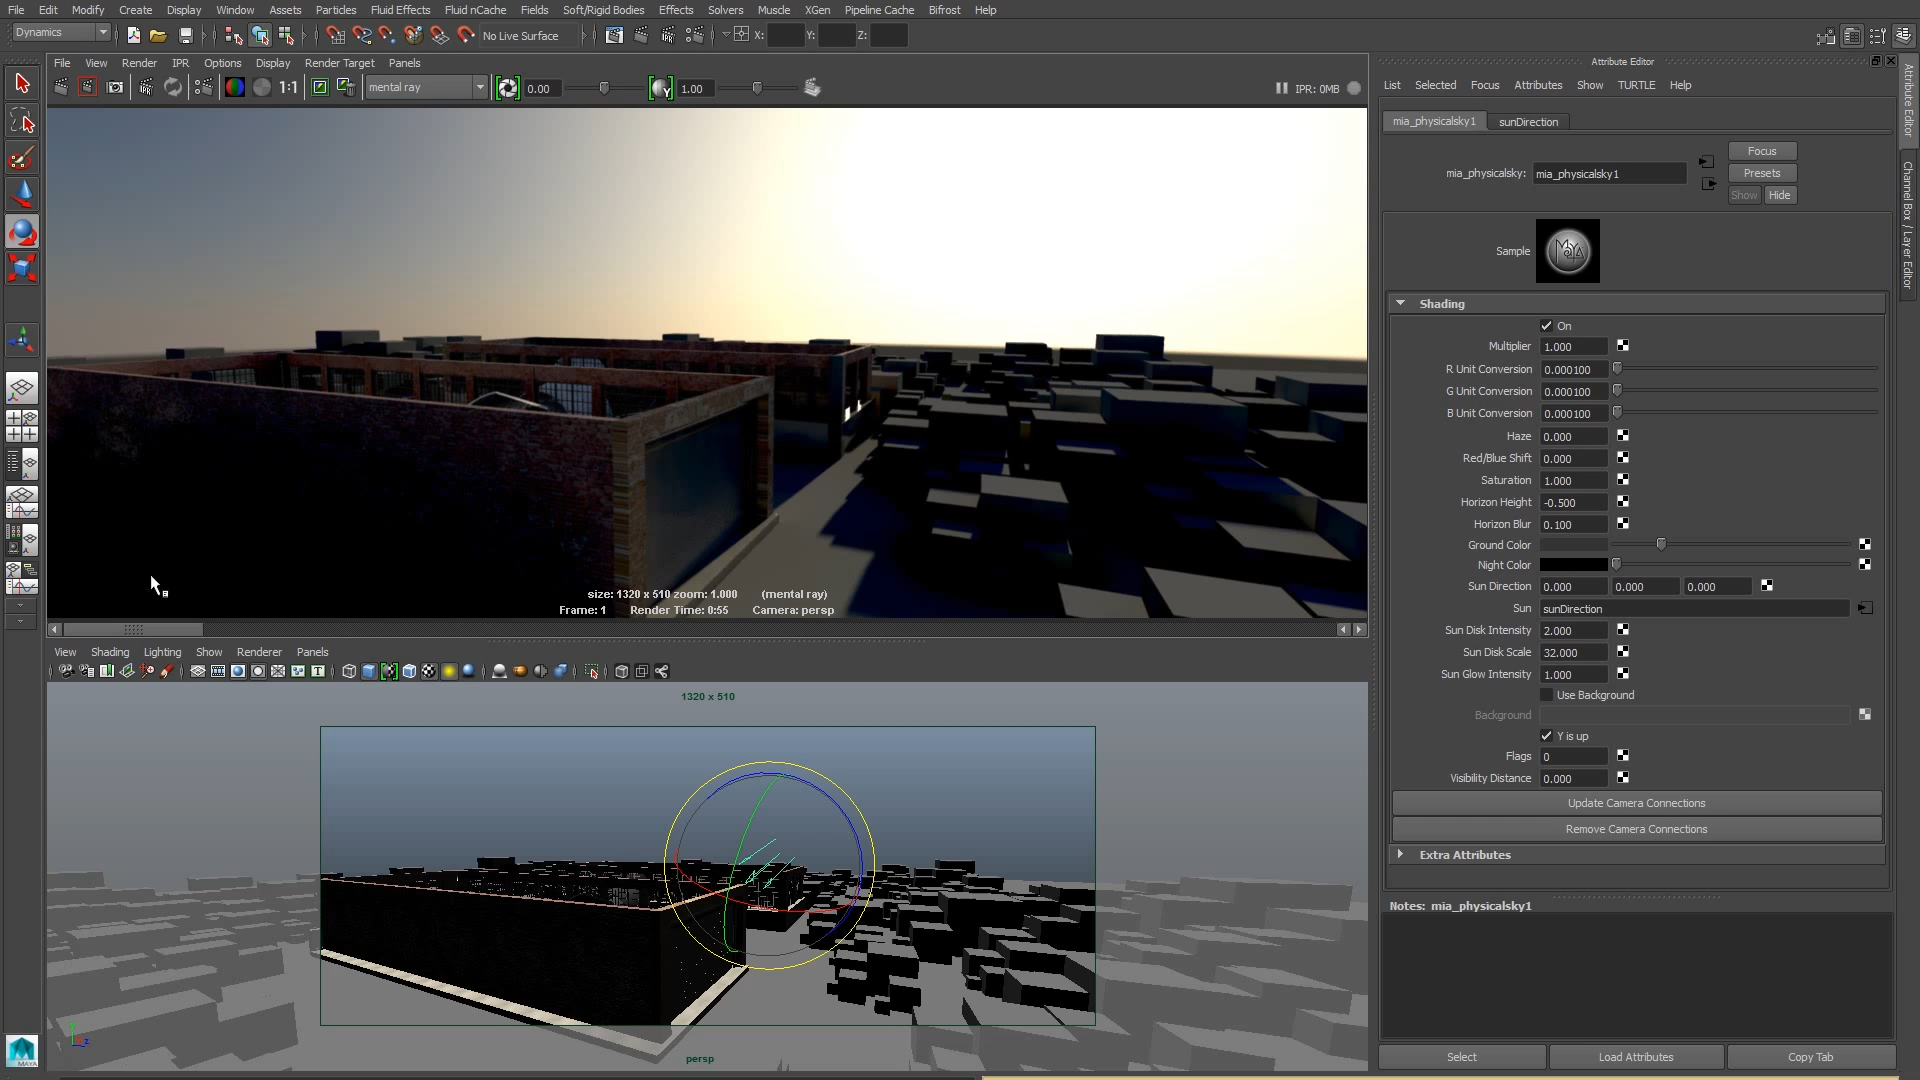 File Edit Modify Create Display Window Assets Particles Fluid Effects Fluid nCache Fields Soft/Rigid Bodies Effects Solvers Muscle XGen Pipeline Cache Bifrost Help
Dynamics No Live Surface X: Y: Z:
File View Render IPR Options Display Render Target Panels
1:1 mental ray 0.00 1.00 IPR: 0MB
size: 1320 x 510 zoom: 1.000 (mental ray)
Frame: 1 Render Time: 0:55 Camera: persp
View Shading Lighting Show Renderer Panels
1320 x 510
persp
MAYA
Attribute Editor
List Selected Focus Attributes Show TURTLE Help
mia_physicalsky1 sunDirection
Focus
mia_physicalsky: mia_physicalsky1 Presets
Show Hide
Sample
Shading
On
Multiplier 1.000
R Unit Conversion 0.000100
G Unit Conversion 0.000100
B Unit Conversion 0.000100
Haze 0.000
Red/Blue Shift 0.000
Saturation 1.000
Horizon Height -0.500
Horizon Blur 0.100
Ground Color
Night Color
Sun Direction 0.000 0.000 0.000
Sun sunDirection
Sun Disk Intensity 2.000
Sun Disk Scale 32.000
Sun Glow Intensity 1.000
Use Background
Background
Y is up
Flags 0
Visibility Distance 0.000
Update Camera Connections
Remove Camera Connections
Extra Attributes
Notes: mia_physicalsky1
Select Load Attributes Copy Tab
Attribute Editor
Channel Box / Layer Editor